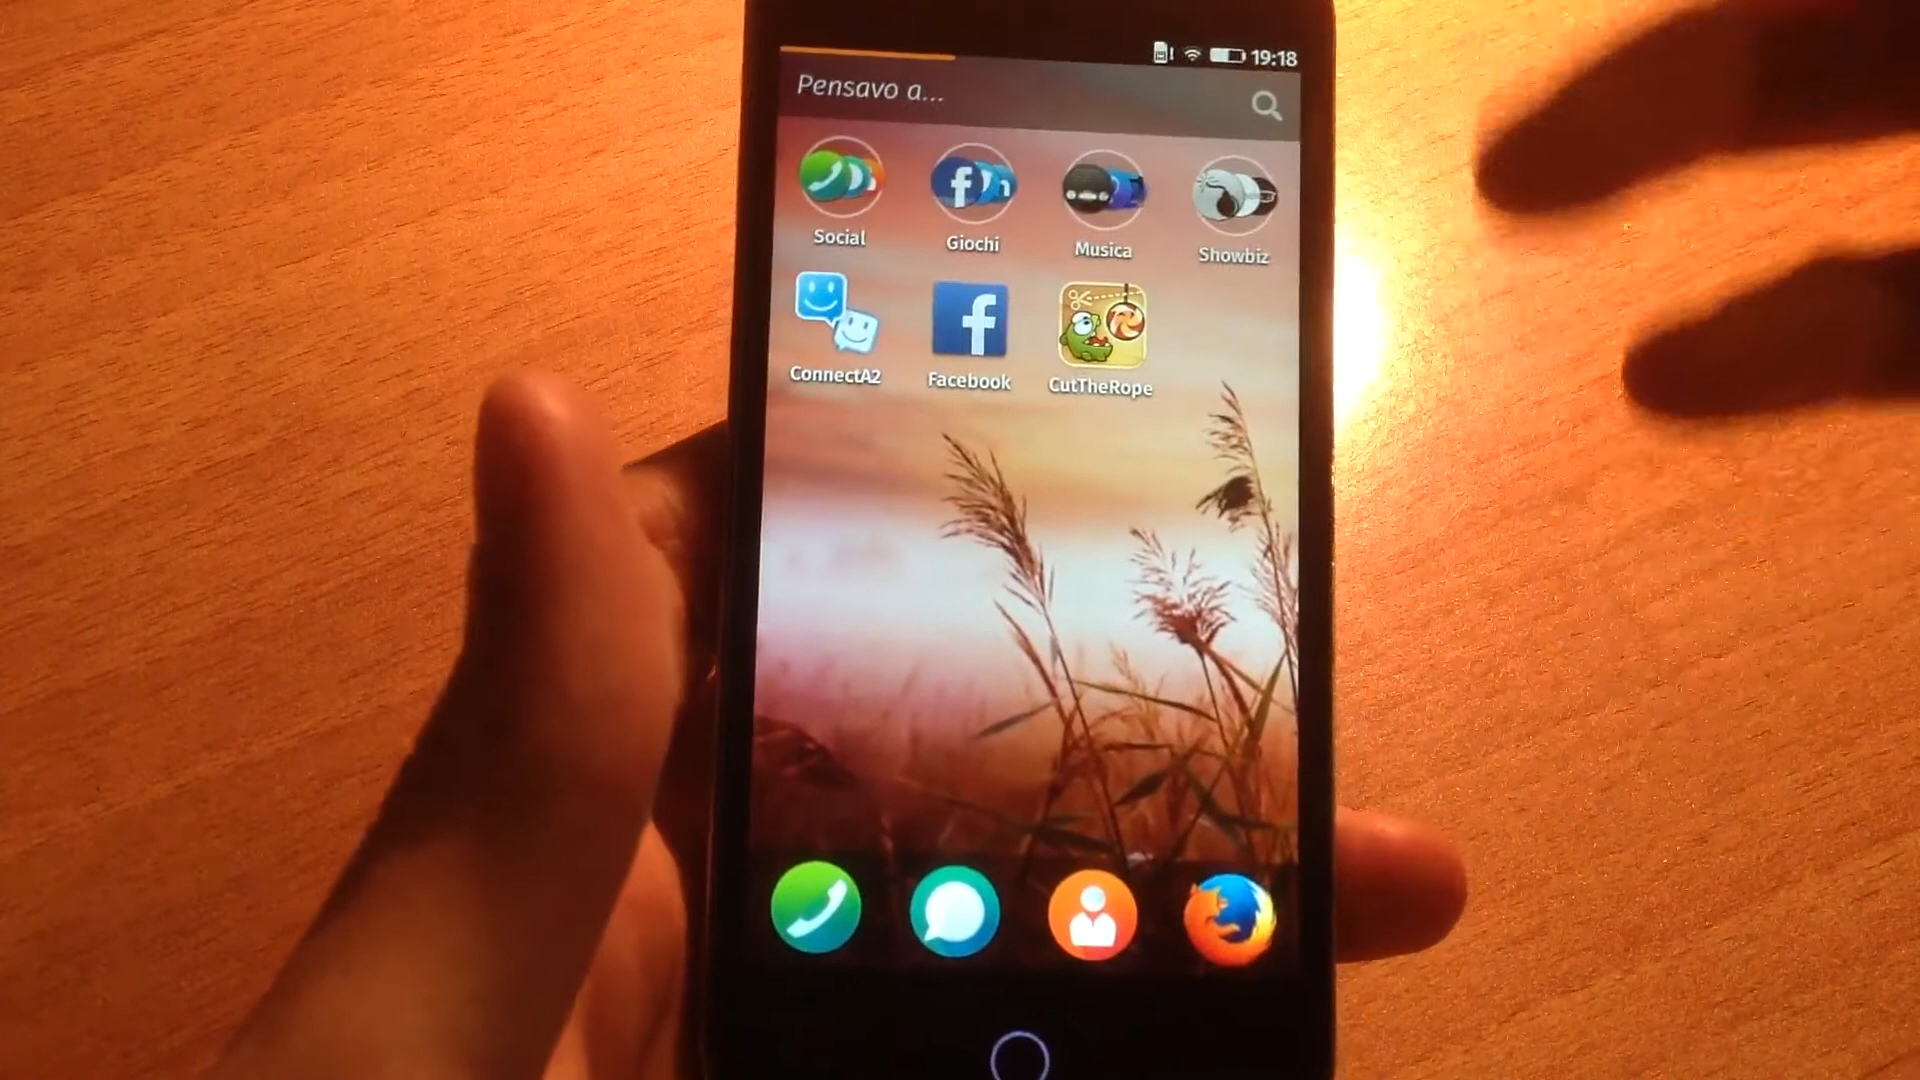 19:18
Pensavo a...
Social
Giochi
Musica
Showbiz
ConnectA2
Facebook
CutTheRope